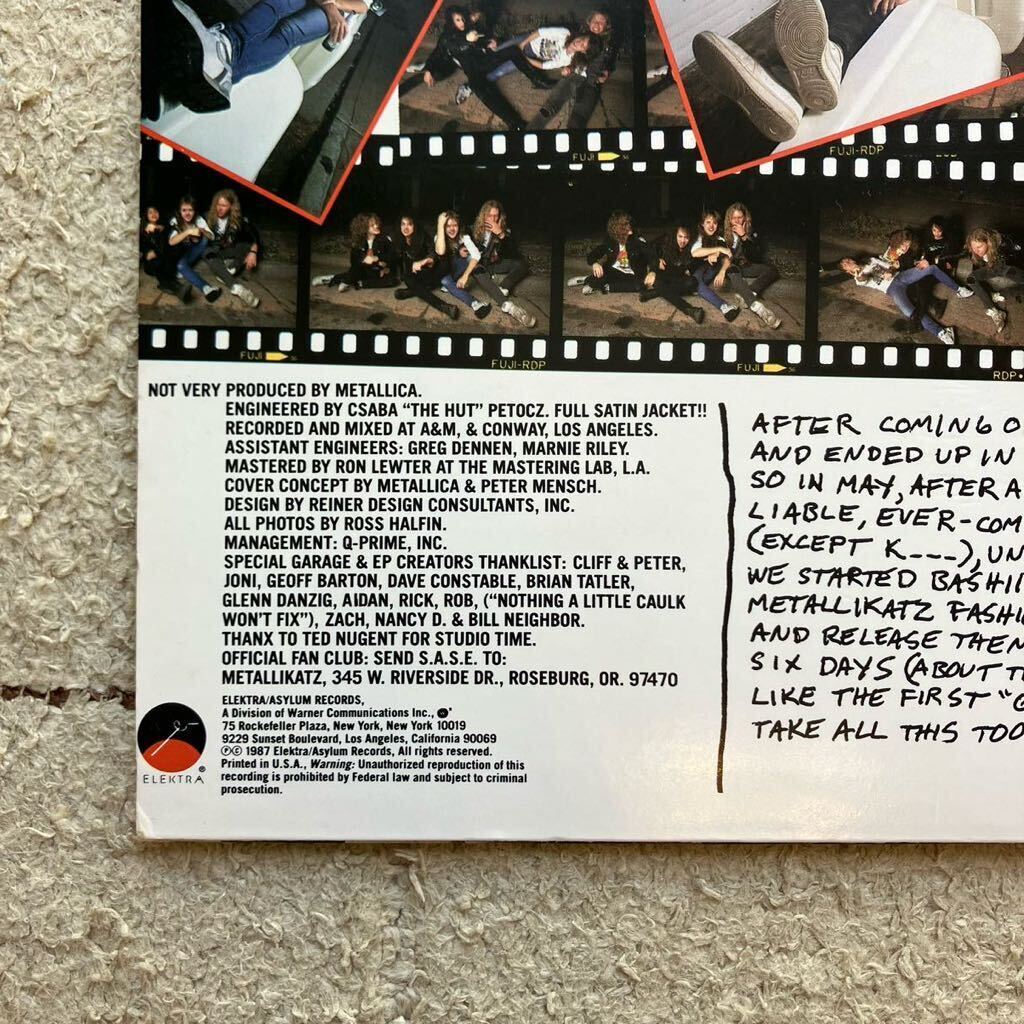 FUJI
FUJI-RDP
FUJI
FUJI-RDP
FUJI
RDP
NOT VERY PRODUCED BY METALLICA.
ENGINEERED BY CSABA “THE HUT” PETOCZ. FULL SATIN JACKET!!
RECORDED AND MIXED AT A&M, & CONWAY, LOS ANGELES.
ASSISTANT ENGINEERS: GREG DENNEN, MARNIE RILEY.
MASTERED BY RON LEWTER AT THE MASTERING LAB, L.A.
COVER CONCEPT BY METALLICA & PETER MENSCH.
DESIGN BY REINER DESIGN CONSULTANTS, INC.
ALL PHOTOS BY ROSS HALFIN.
MANAGEMENT: Q-PRIME, INC.
SPECIAL GARAGE & EP CREATORS THANKLIST: CLIFF & PETER,
JONI, GEOFF BARTON, DAVE CONSTABLE, BRIAN TATLER,
GLENN DANZIG, AIDAN, RICK, ROB, (“NOTHING A LITTLE CAULK
WON’T FIX”), ZACH, NANCY D. & BILL NEIGHBOR.
THANX TO TED NUGENT FOR STUDIO TIME.
OFFICIAL FAN CLUB: SEND S.A.S.E. TO:
METALLIKATZ, 345 W. RIVERSIDE DR., ROSEBURG, OR. 97470
ELEKTRA/ASYLUM RECORDS,
A Division of Warner Communications Inc.,
75 Rockefeller Plaza, New York, New York 10019
9229 Sunset Boulevard, Los Angeles, California 90069
℗© 1987 Elektra/Asylum Records, All rights reserved.
Printed in U.S.A., Warning: Unauthorized reproduction of this
recording is prohibited by Federal law and subject to criminal
prosecution.
ELEKTRA®
AFTER COMING O
AND ENDED UP IN
SO IN MAY, AFTER A
LIABLE, EVER-COM
(EXCEPT K---), UN
WE STARTED BASHI
METALLIKATZ FASHI
AND RELEASE THEN
SIX DAYS (ABOUT T
LIKE THE FIRST “G
TAKE ALL THIS TOO